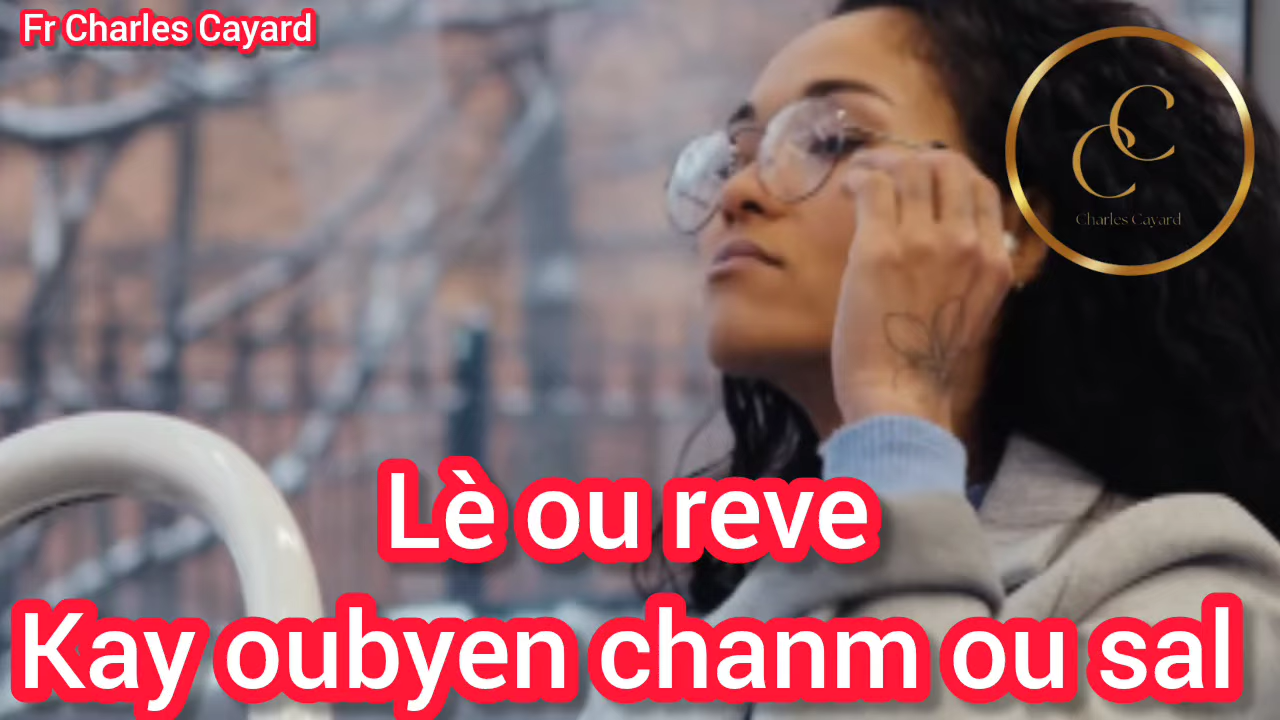 Fr Charles Cayard
CC
Charles Cayard
Lè ou reve
Kay oubyen chanm ou sal